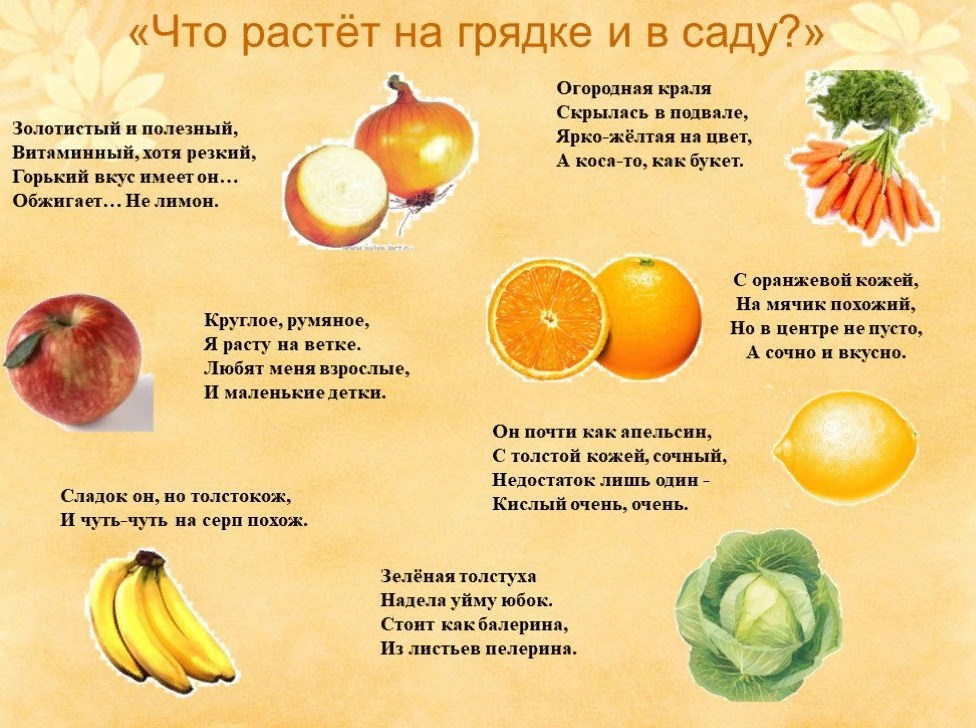 «Что растёт на грядке и в саду?»
Золотистый и полезный,
Витаминный, хотя резкий,
Горький вкус имеет он…
Обжигает… Не лимон.
Огородная краля
Скрылась в подвале,
Ярко-жёлтая на цвет,
А коса-то, как букет.
Круглое, румяное,
Я расту на ветке.
Любят меня взрослые,
И маленькие детки.
С оранжевой кожей,
На мячик похожий,
Но в центре не пусто,
А сочно и вкусно.
Он почти как апельсин,
С толстой кожей, сочный,
Недостаток лишь один -
Кислый очень, очень.
Сладок он, но толстокож,
И чуть-чуть на серп похож.
Зелёная толстуха
Надела уйму юбок.
Стоит как балерина,
Из листьев пелерина.